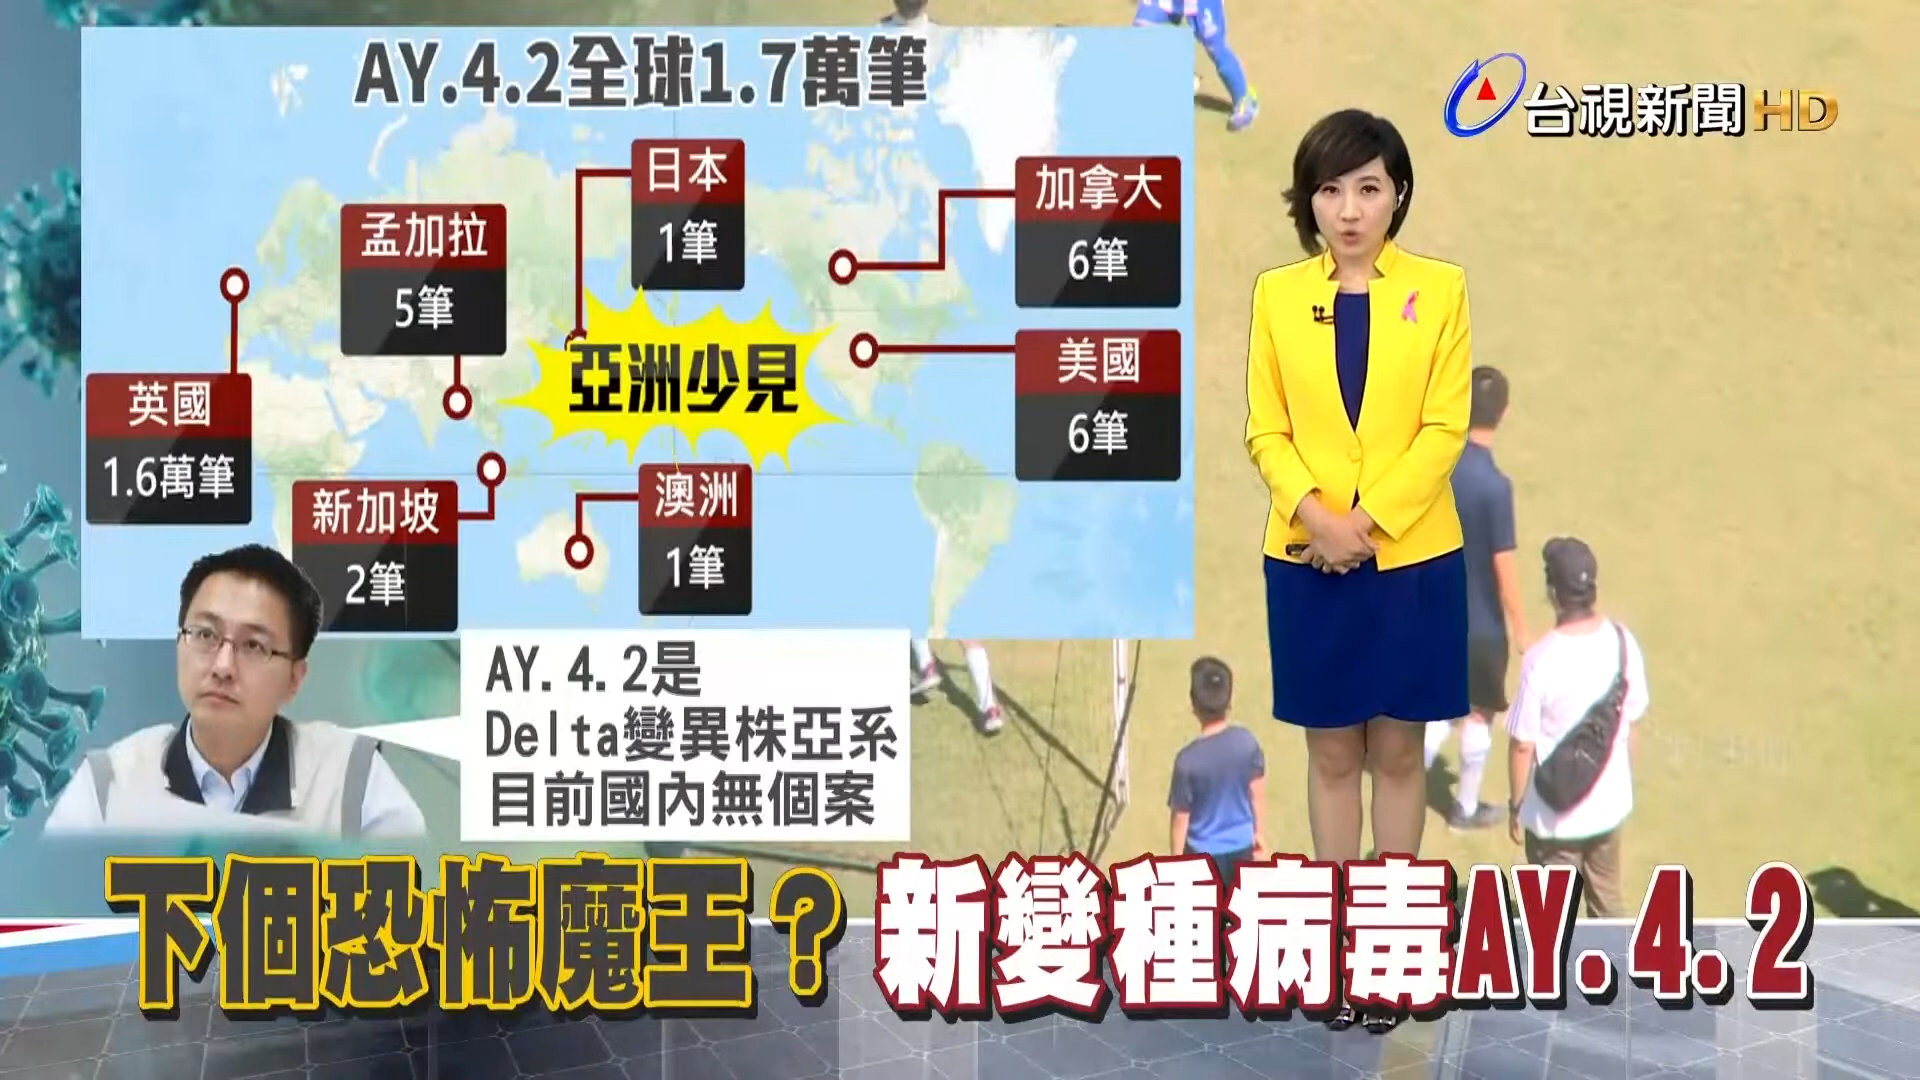 AY.4.2全球1.7萬筆
台視新聞HD
日本
1筆
加拿大
6筆
孟加拉
5筆
亞洲少見
美國
6筆
英國
1.6萬筆
新加坡
2筆
澳洲
1筆
AY.4.2是
Delta變異株亞系
目前國內無個案
下個恐怖魔王？新變種病毒AY.4.2